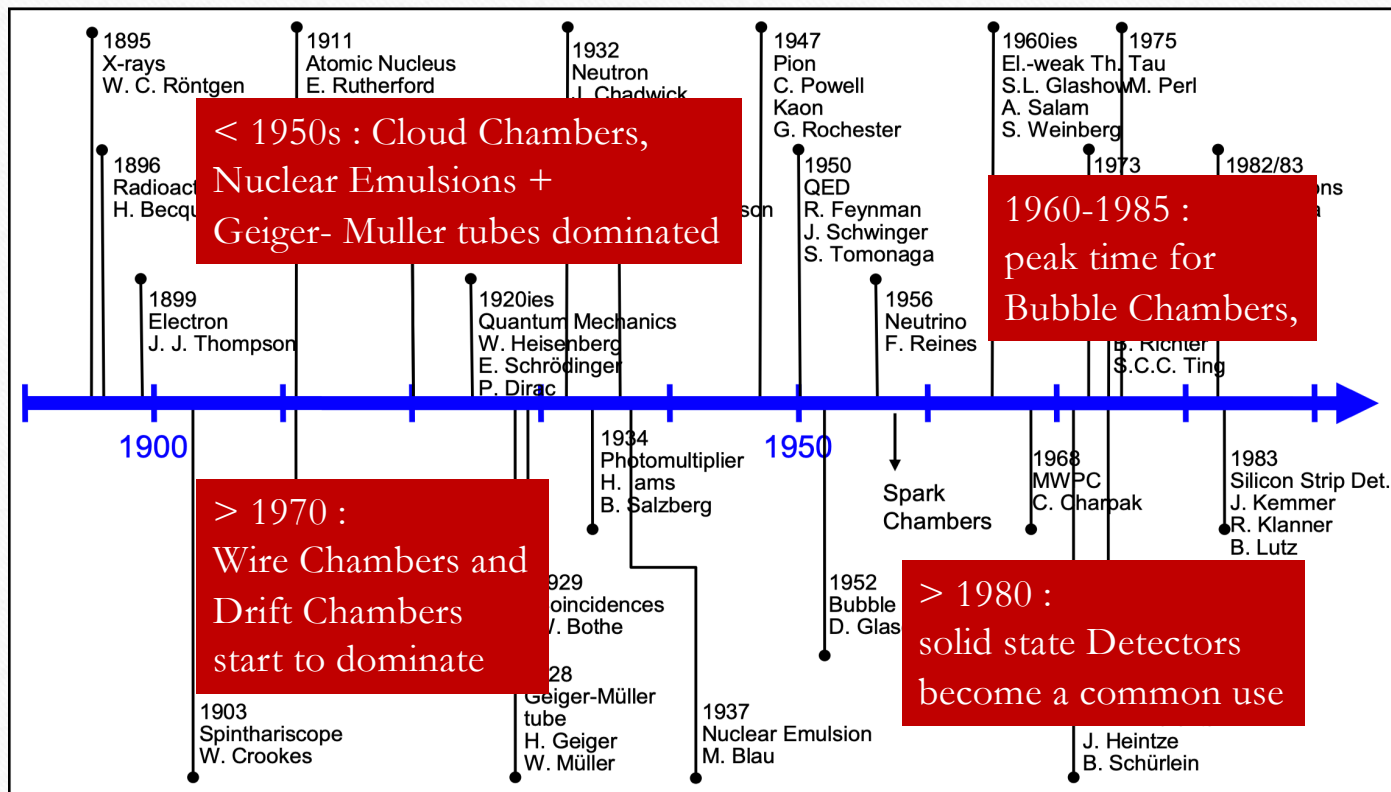 1895
X-rays
W. C. Röntgen
1911
Atomic Nucleus
E. Rutherford
1932
Neutron
J. Chadwick
1947
Pion
C. Powell
Kaon
G. Rochester
1960ies
El.-weak Th.
S.L. Glashow
A. Salam
S. Weinberg
1975
Tau
M. Perl
< 1950s : Cloud Chambers,
Nuclear Emulsions +
Geiger- Muller tubes dominated
1896
H.
1950
QED
R. Feynman
J. Schwinger
S. Tomonaga
1973
1982/83
1960-1985 :
peak time for
Bubble Chambers,
B. Richter
S.C.C. Ting
1899
Electron
J. J. Thompson
1920ies
Quantum Mechanics
W. Heisenberg
E. Schrödinger
P. Dirac
1956
Neutrino
F. Reines
1900
1950
1934
Photomultiplier
H. ams
B. Salzberg
Spark
Chambers
1968
MWPC
C. Charpak
1983
Silicon Strip Det.
J. Kemmer
R. Klanner
B. Lutz
> 1970 :
Wire Chambers and
Drift Chambers
start to dominate
W. Bothe
1952
Bubble
D.
> 1980 :
solid state Detectors
become a common use
1903
Spinthariscope
W. Crookes
Geiger-Müller
tube
H. Geiger
W. Müller
1937
Nuclear Emulsion
M. Blau
J. Heintze
B. Schürlein